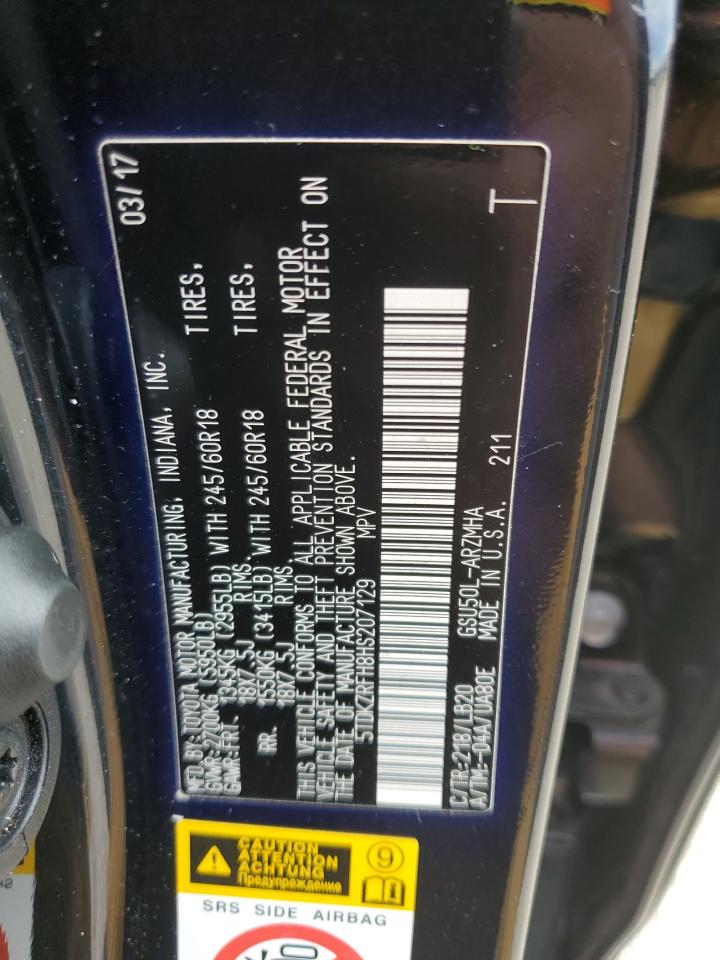 03/17
MFD.BY:TOYOTA MOTOR MANUFACTURING, INDIANA, INC.
GVWR-2700KG (5950LB)
GAWR-FRT. 1345KG (2955LB) WITH 245/60R18 TIRES,
18X7.5J RIMS.
RR. 1550KG (3415LB) WITH 245/60R18 TIRES,
18X7.5J RIMS.
THIS VEHICLE CONFORMS TO ALL APPLICABLE FEDERAL MOTOR
VEHICLE SAFETY AND THEFT PREVENTION STANDARDS IN EFFECT ON
THE DATE OF MANUFACTURE SHOWN ABOVE.
5TDKZRFH8HS207129 MPV
C/TR:218/LB20 GSU50L-ARZMHA
A/TM:-04A/UA80E MADE IN U.S.A. 211
T
CAUTION
ATTENTION
ACHTUNG
Предупреждение
9
SRS SIDE AIRBAG